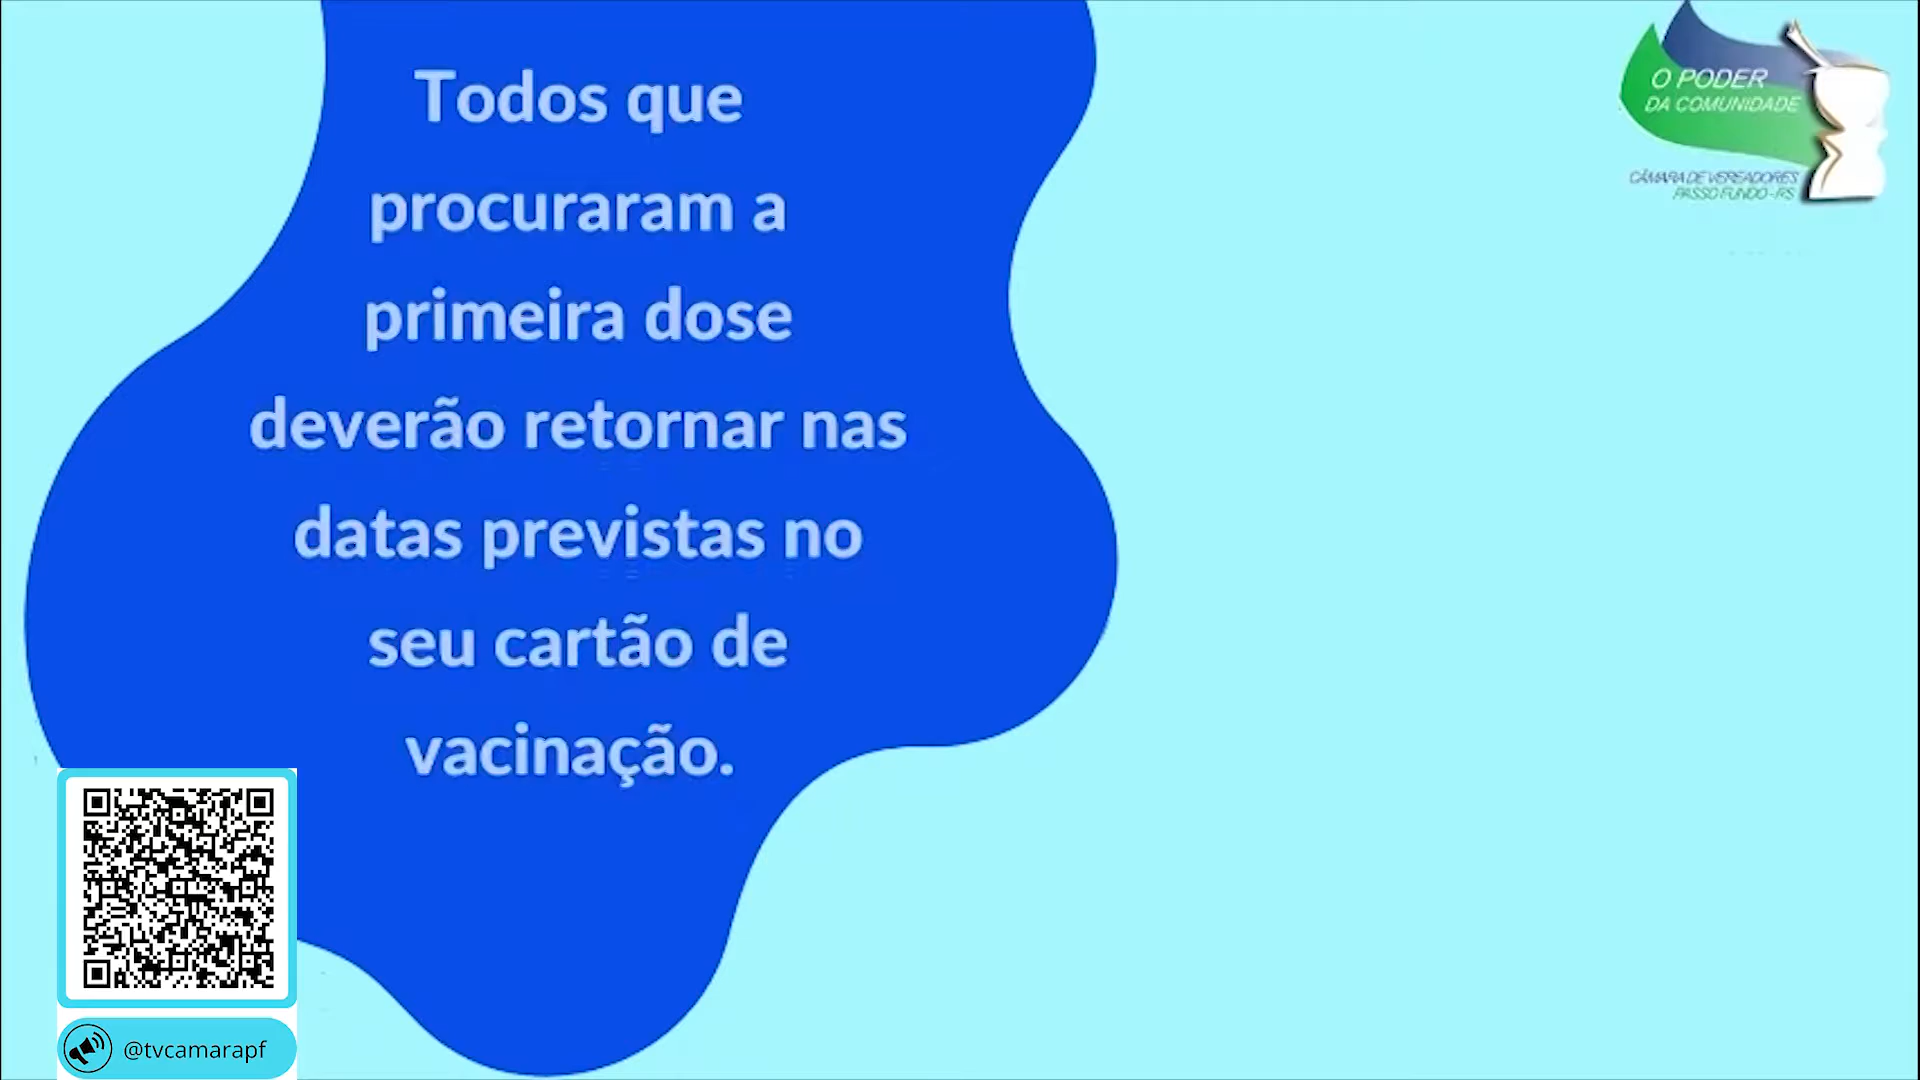 Todos que
procuraram a
primeira dose
deverão retornar nas
datas previstas no
seu cartão de
vacinação.
O PODER
DA COMUNIDADE
CÂMARA DE VEREADORES
PASSO FUNDO - RS
@tvcamarapf